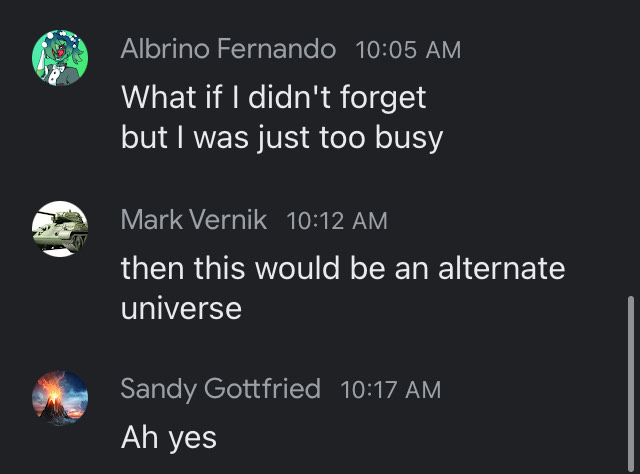 Albrino Fernando 10:05 AM
What if I didn't forget
but I was just too busy
Mark Vernik 10:12 AM
then this would be an alternate
universe
Sandy Gottfried 10:17 AM
Ah yes